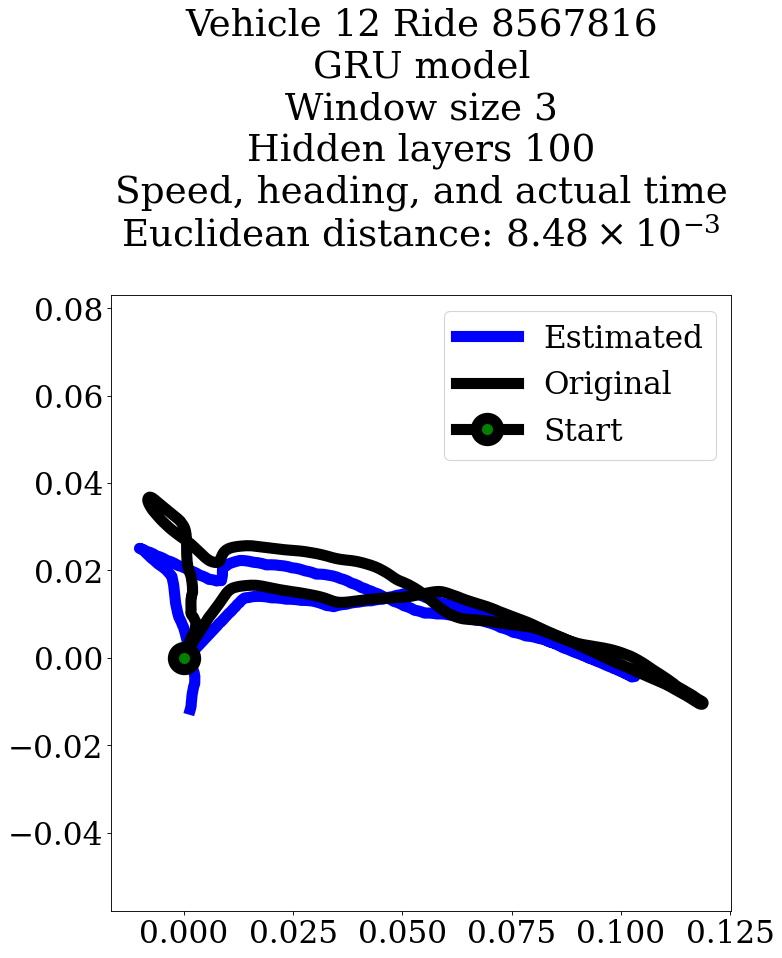 Vehicle 12 Ride 8567816
GRU model
Window size 3
Hidden layers 100
Speed, heading, and actual time
Euclidean distance: 8.48 × 10⁻³
Estimated
Original
Start
0.08
0.06
0.04
0.02
0.00
−0.02
−0.04
0.000 0.025 0.050 0.075 0.100 0.125